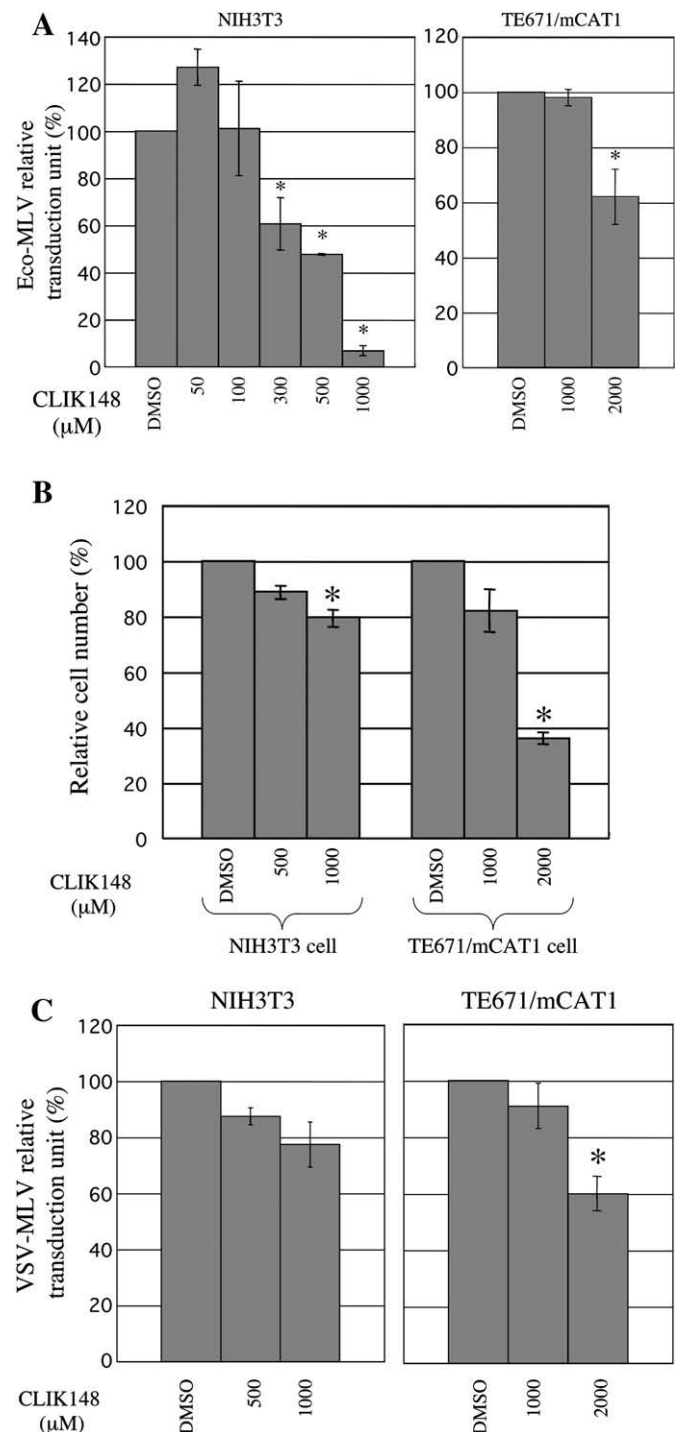 A
NIH3T3
TE671/mCAT1
Eco-MLV relative
transduction unit (%)
140
120
100
80
60
40
20
0
*
*
*
120
100
80
60
40
20
0
*
CLIK148
(µM)
DMSO
50
100
300
500
1000
DMSO
1000
2000
B
Relative cell number (%)
120
100
80
60
40
20
0
*
*
CLIK148
(µM)
DMSO
500
1000
DMSO
1000
2000
NIH3T3 cell
TE671/mCAT1 cell
C
NIH3T3
TE671/mCAT1
VSV-MLV relative
transduction unit (%)
120
100
80
60
40
20
0
*
CLIK148
(µM)
DMSO
500
1000
DMSO
1000
2000